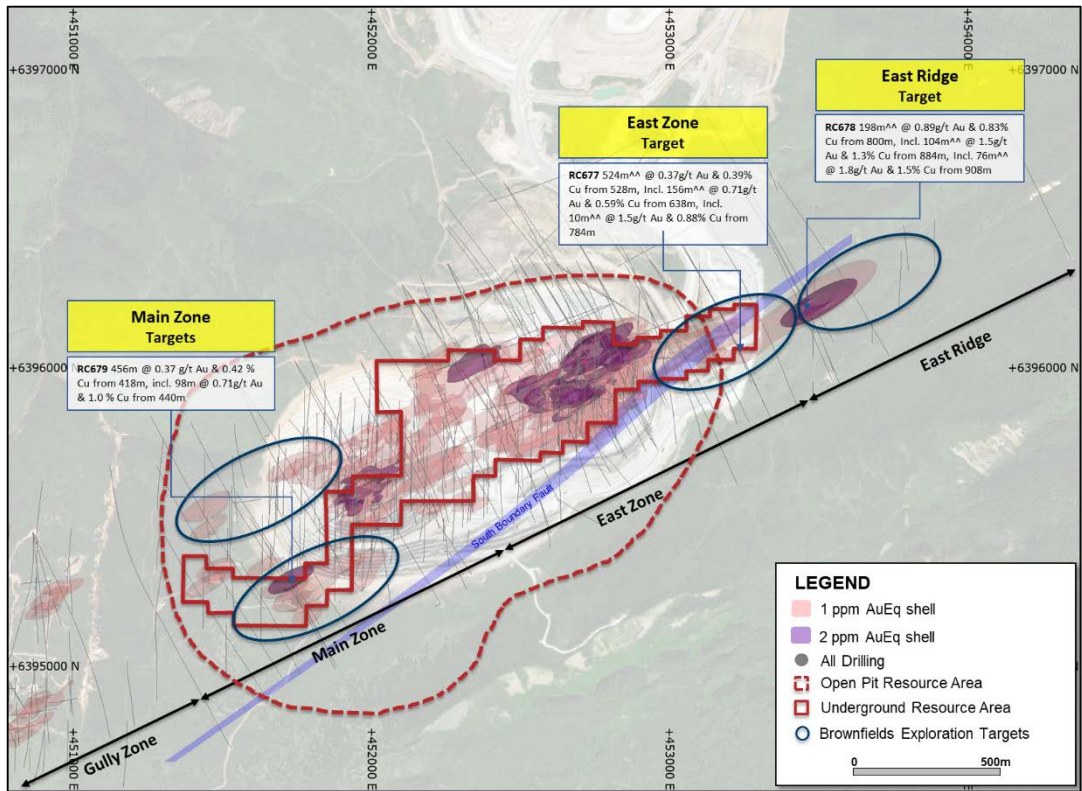 +451000 E
+452000 E
+453000 E
+454000 E
+6397000 N
+6397000 N
East Ridge
Target
RC678 198m^^ @ 0.89g/t Au & 0.83%
Cu from 800m, Incl. 104m^^ @ 1.5g/t
Au & 1.3% Cu from 884m, Incl. 76m^^
@ 1.8g/t Au & 1.5% Cu from 908m
East Zone
Target
RC677 524m^^ @ 0.37g/t Au & 0.39%
Cu from 528m, Incl. 156m^^ @ 0.71g/t
Au & 0.59% Cu from 638m, Incl.
10m^^ @ 1.5g/t Au & 0.88% Cu from
784m
Main Zone
Targets
RC679 456m @ 0.37 g/t Au & 0.42 %
Cu from 418m, incl. 98m @ 0.71g/t Au
& 1.0 % Cu from 440m
+6396000 N
+6396000 N
East Ridge
East Zone
South Boundary Fault
Main Zone
Gully Zone
+6395000 N
+451000 E
+452000 E
+453000 E
LEGEND
1 ppm AuEq shell
2 ppm AuEq shell
All Drilling
Open Pit Resource Area
Underground Resource Area
Brownfields Exploration Targets
0 500m